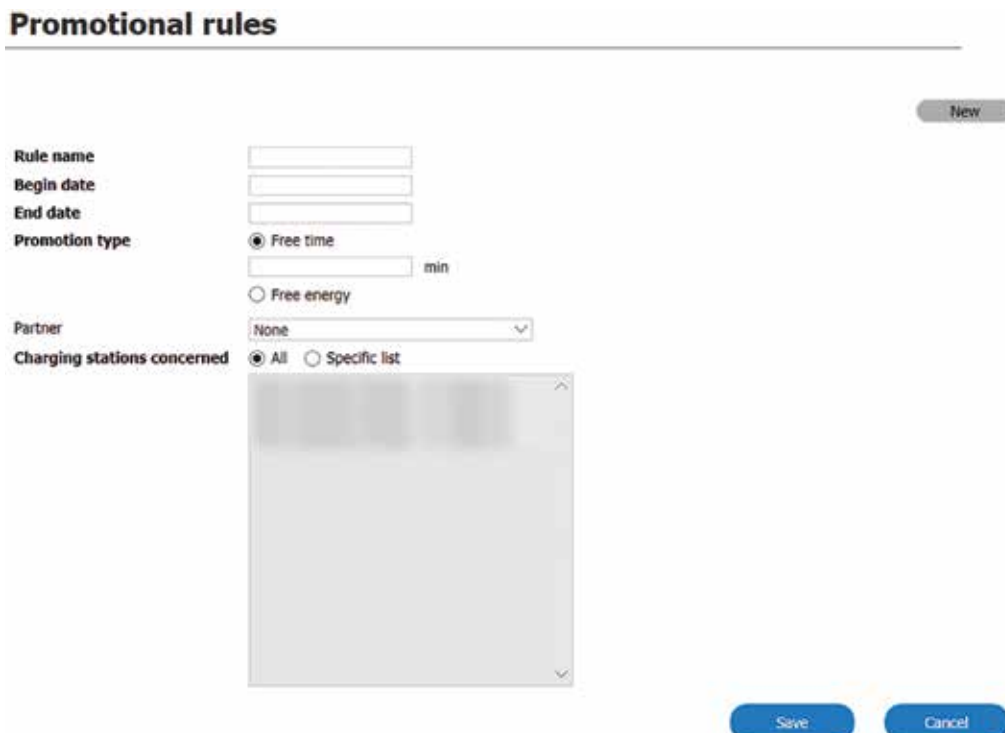 Promotional rules
New
Rule name
Begin date
End date
Promotion type Free time
min
Free energy
Partner None
Charging stations concerned All Specific list
Save Cancel